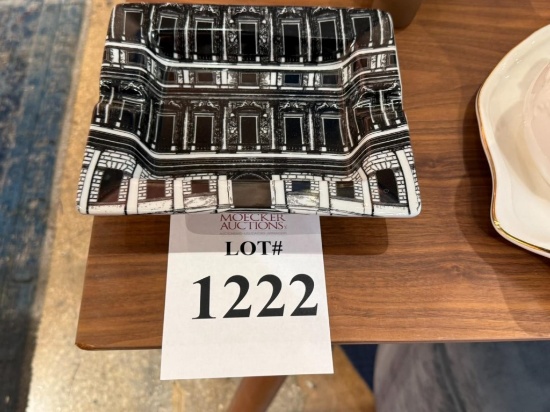 MOECKER
AUCTIONS
LOT#
1222